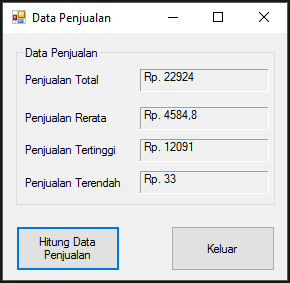 Data Penjualan
Data Penjualan
Penjualan Total Rp. 22924
Penjualan Rerata Rp. 4584,8
Penjualan Tertinggi Rp. 12091
Penjualan Terendah Rp. 33
Hitung Data
Penjualan
Keluar